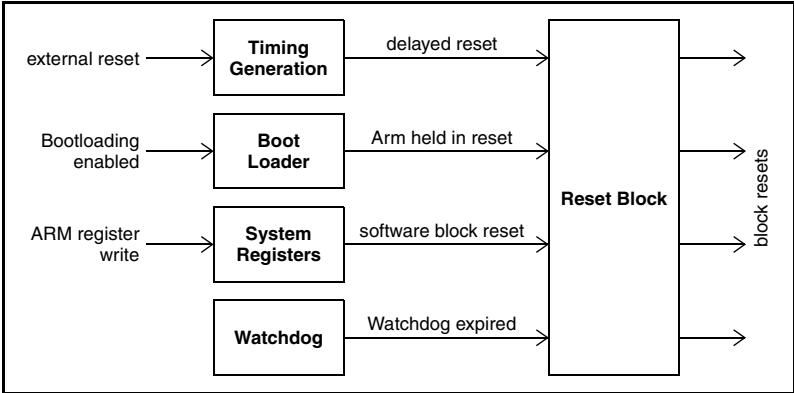 external reset
Timing
Generation
delayed reset
Bootloading
enabled
Boot
Loader
Arm held in reset
ARM register
write
System
Registers
software block reset
Watchdog
Watchdog expired
Reset Block
block resets